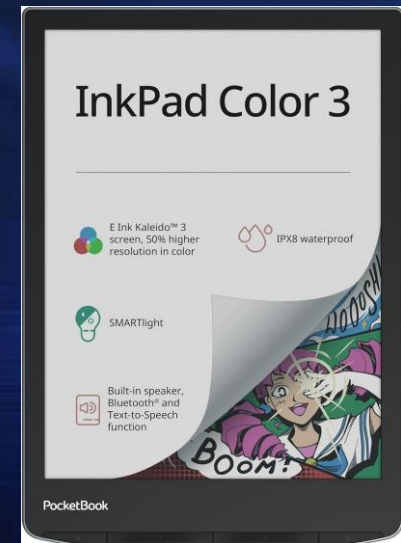 InkPad Color 3
E Ink Kaleido™ 3
screen, 50% higher
resolution in color
IPX8 waterproof
SMARTlight
Built-in speaker,
Bluetooth® and
Text-to-Speech
function
BOOM!
PocketBook